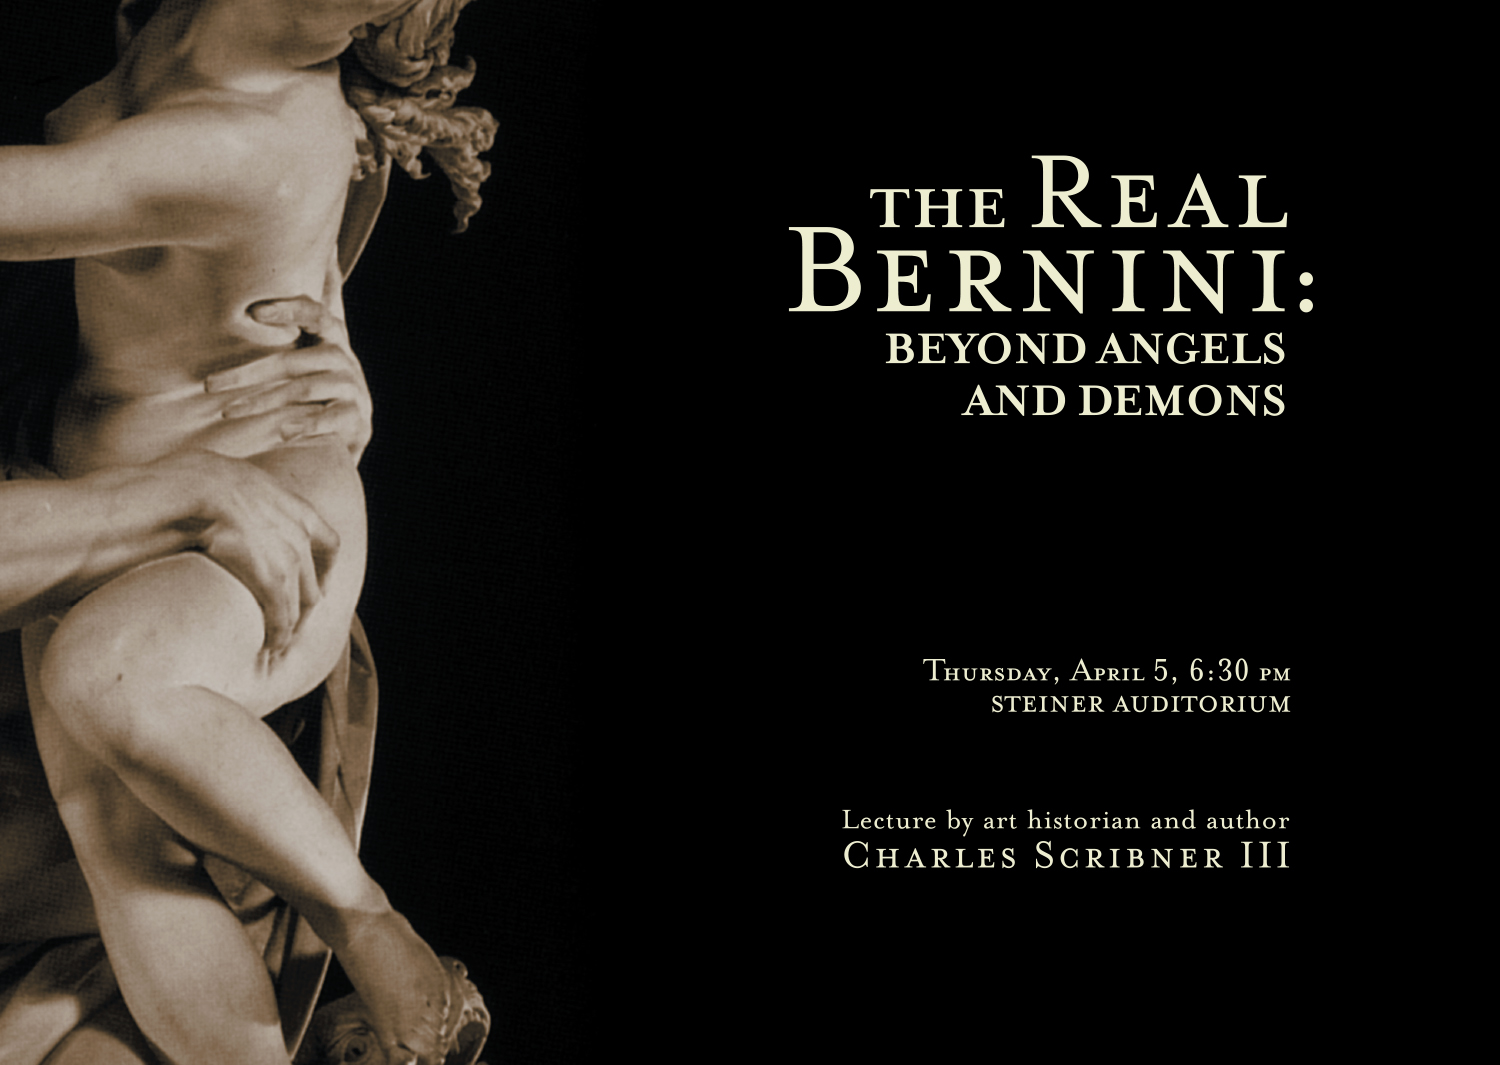 THE REAL
BERNINI:
BEYOND ANGELS
AND DEMONS
THURSDAY, APRIL 5, 6:30 PM
STEINER AUDITORIUM
Lecture by art historian and author
CHARLES SCRIBNER III